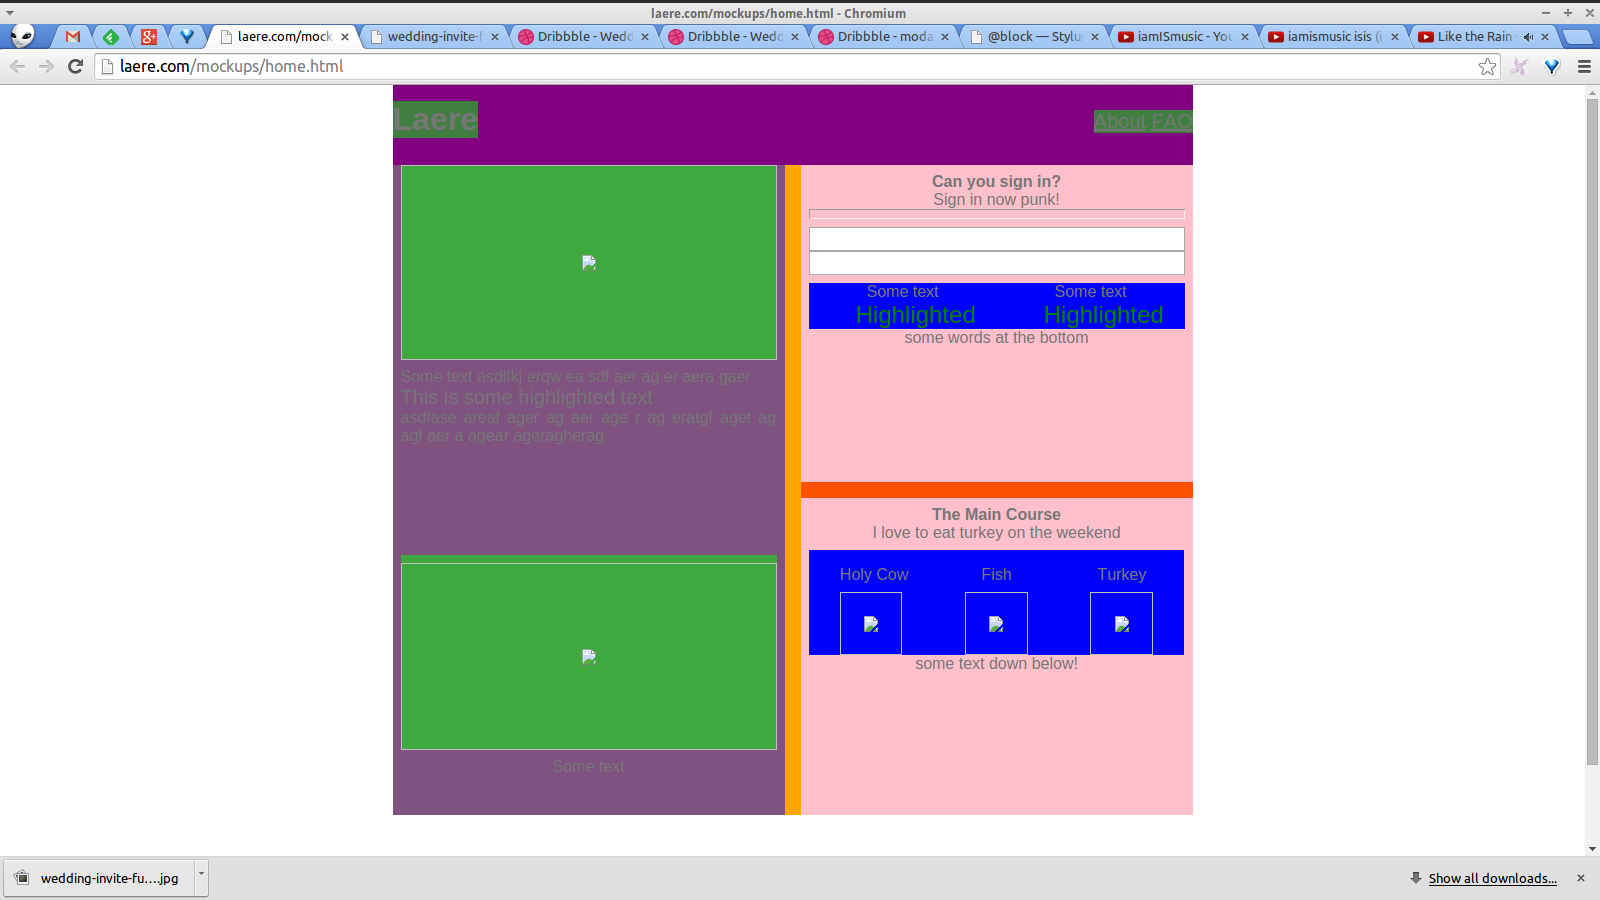 laere.com/mockups/home.html - Chromium
laere.com/mock
wedding-invite-f
Dribbble - Wedd
Dribbble - Wedd
Dribbble - moda
@block — Stylus
iamISmusic - You
iamismusic isis (i
Like the Rain
laere.com/mockups/home.html
Laere
About FAQ
Some text asdlfkj erqw ea sdf aer ag er aera gaer
This is some highlighted text
asdfase areaf ager ag aer age r ag eratgf aget ag
agf aer a agear ageragherag
Some text
Can you sign in?
Sign in now punk!
Some text Some text
Highlighted Highlighted
some words at the bottom
The Main Course
I love to eat turkey on the weekend
Holy Cow Fish Turkey
some text down below!
wedding-invite-fu....jpg
Show all downloads...